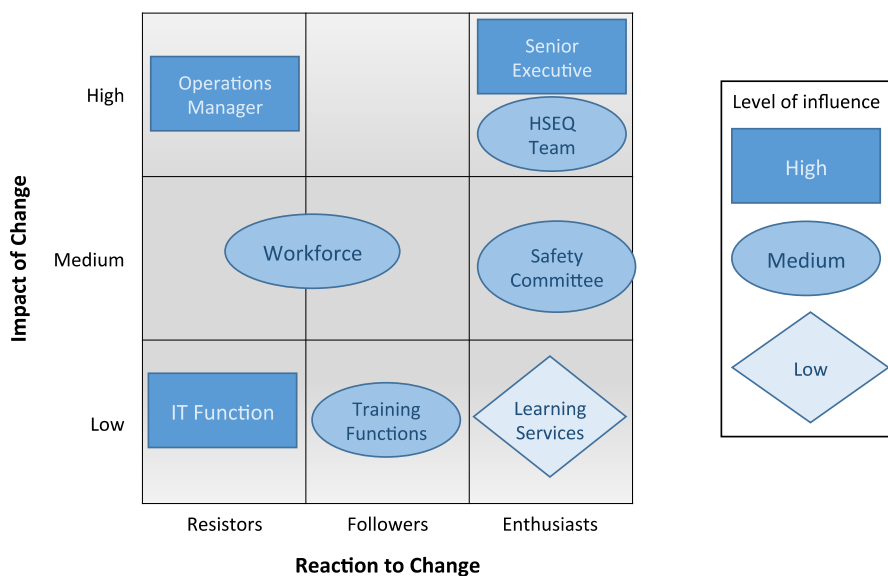 Impact of Change
High
Medium
Low
Operations
Manager
Senior
Executive
HSEQ
Team
Workforce
Safety
Committee
IT Function
Training
Functions
Learning
Services
Resistors
Followers
Enthusiasts
Reaction to Change
Level of influence
High
Medium
Low